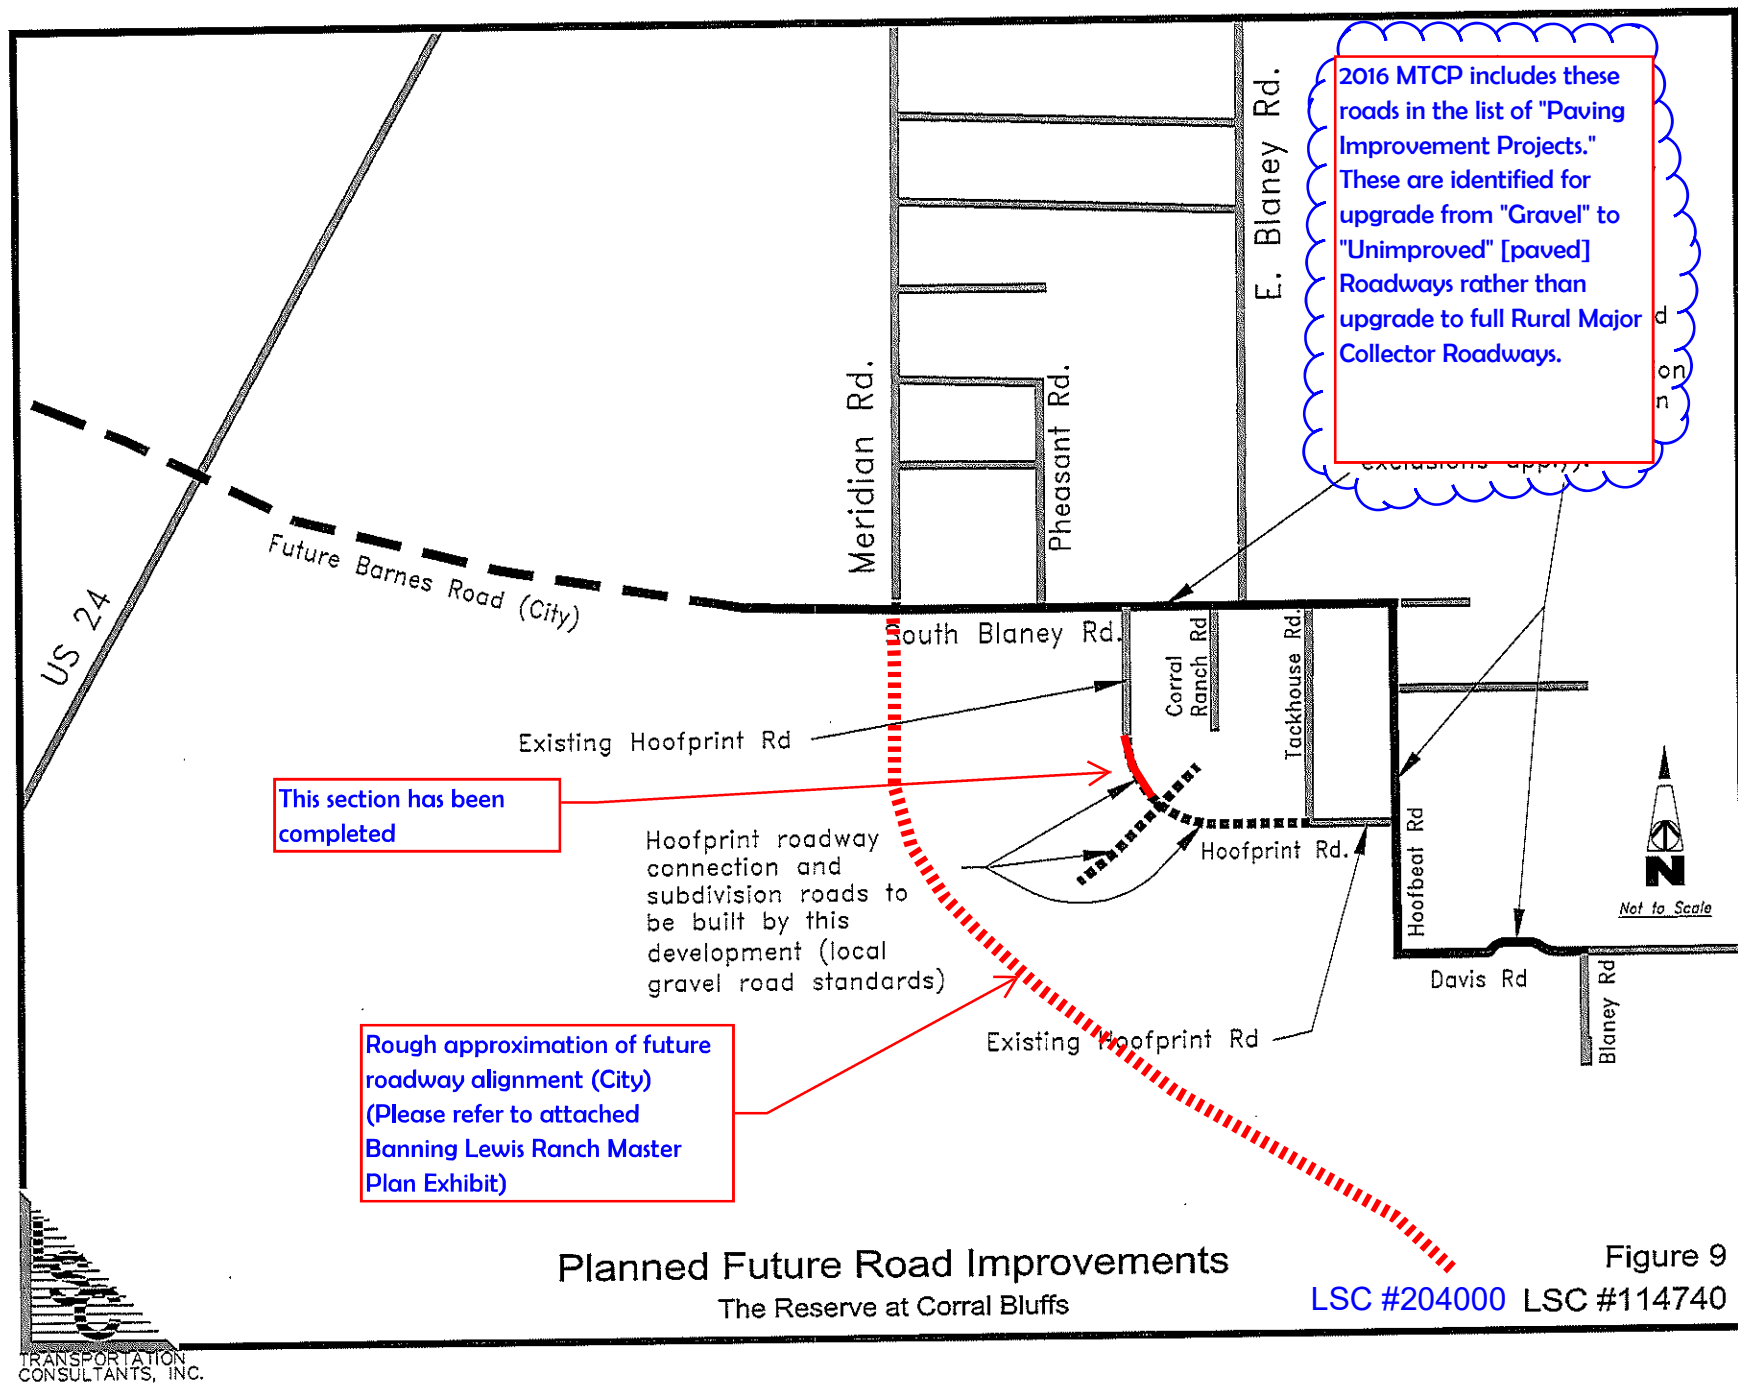 2016 MTCP includes these
roads in the list of "Paving
Improvement Projects."
These are identified for
upgrade from "Gravel" to
"Unimproved" [paved]
Roadways rather than
upgrade to full Rural Major
Collector Roadways.
d
on
n
E. Blaney Rd.
Meridian Rd.
Pheasant Rd.
US 24
Future Barnes Road (City)
South Blaney Rd.
Corral
Ranch Rd
Tackhouse Rd.
Existing Hoofprint Rd
This section has been
completed
Hoofprint roadway
connection and
subdivision roads to
be built by this
development (local
gravel road standards)
Hoofprint Rd.
Hoofbeat Rd
N
Not to Scale
Davis Rd
Blaney Rd
Existing Hoofprint Rd
Rough approximation of future
roadway alignment (City)
(Please refer to attached
Banning Lewis Ranch Master
Plan Exhibit)
Planned Future Road Improvements
The Reserve at Corral Bluffs
Figure 9
LSC #204000 LSC #114740
LSC
TRANSPORTATION
CONSULTANTS, INC.